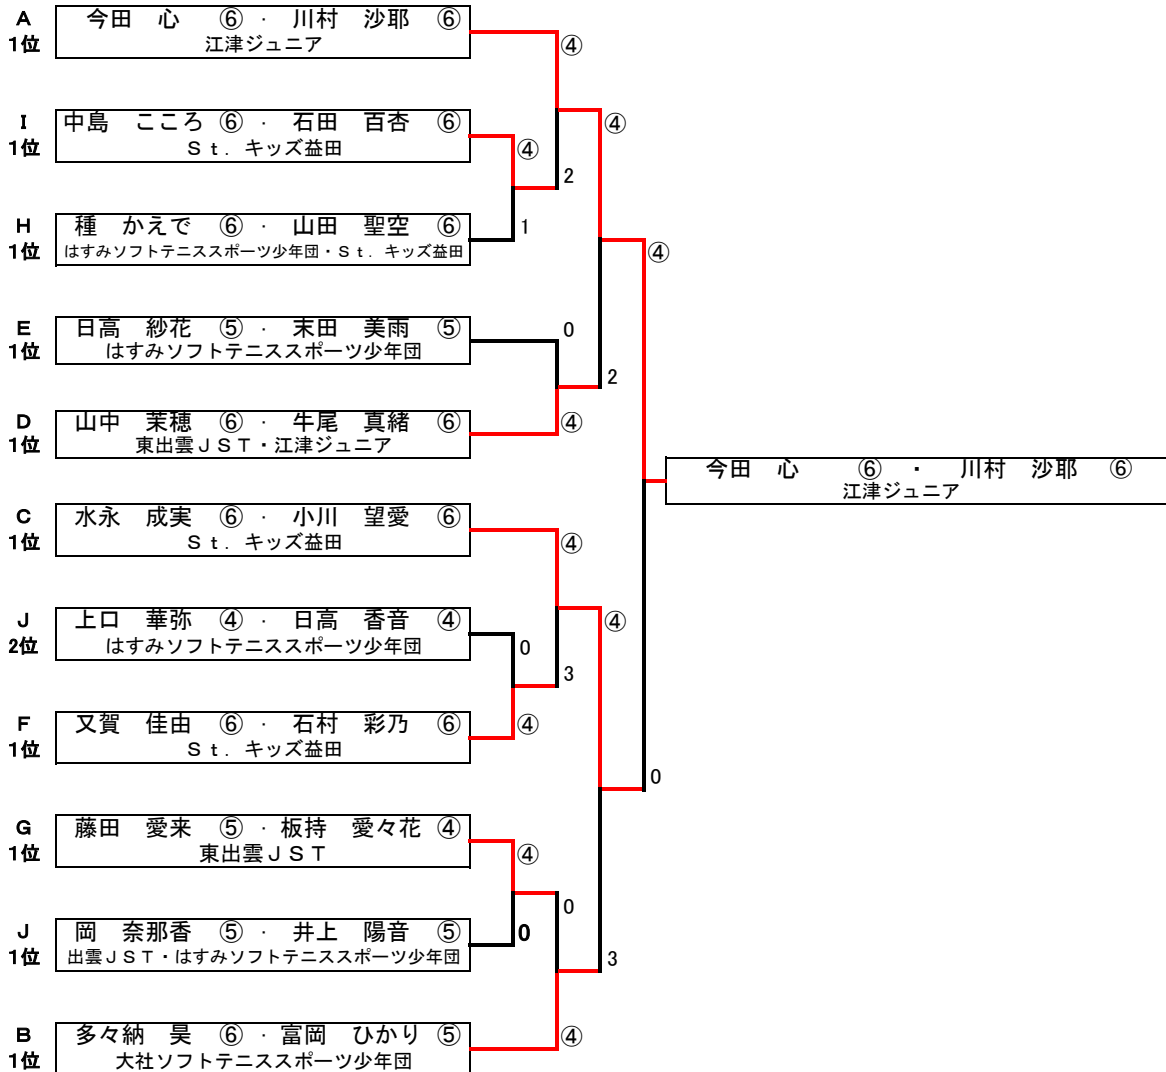 A
1位
今田　心　⑥ ・ 川村　沙耶　⑥
江津ジュニア
④
I
1位
中島　こころ ⑥ ・ 石田　百杏　⑥
Ｓｔ．キッズ益田
④
④
2
H
1位
種　かえで　⑥ ・ 山田　聖空　⑥
はすみソフトテニススポーツ少年団・Ｓｔ．キッズ益田
1
④
E
1位
日高　紗花　⑤ ・ 末田　美雨　⑤
はすみソフトテニススポーツ少年団
0
2
D
1位
山中　茉穂　⑥ ・ 牛尾　真緒　⑥
東出雲ＪＳＴ・江津ジュニア
④
今田　心　⑥ ・ 川村　沙耶　⑥
江津ジュニア
C
1位
水永　成実　⑥ ・ 小川　望愛　⑥
Ｓｔ．キッズ益田
④
J
2位
上口　華弥　④ ・ 日高　香音　④
はすみソフトテニススポーツ少年団
0
④
3
F
1位
又賀　佳由　⑥ ・ 石村　彩乃　⑥
Ｓｔ．キッズ益田
④
0
G
1位
藤田　愛来　⑤ ・ 板持　愛々花 ④
東出雲ＪＳＴ
④
0
J
1位
岡　奈那香　⑤ ・ 井上　陽音　⑤
出雲ＪＳＴ・はすみソフトテニススポーツ少年団
0
3
B
1位
多々納　昊　⑥ ・ 富岡　ひかり ⑤
大社ソフトテニススポーツ少年団
④